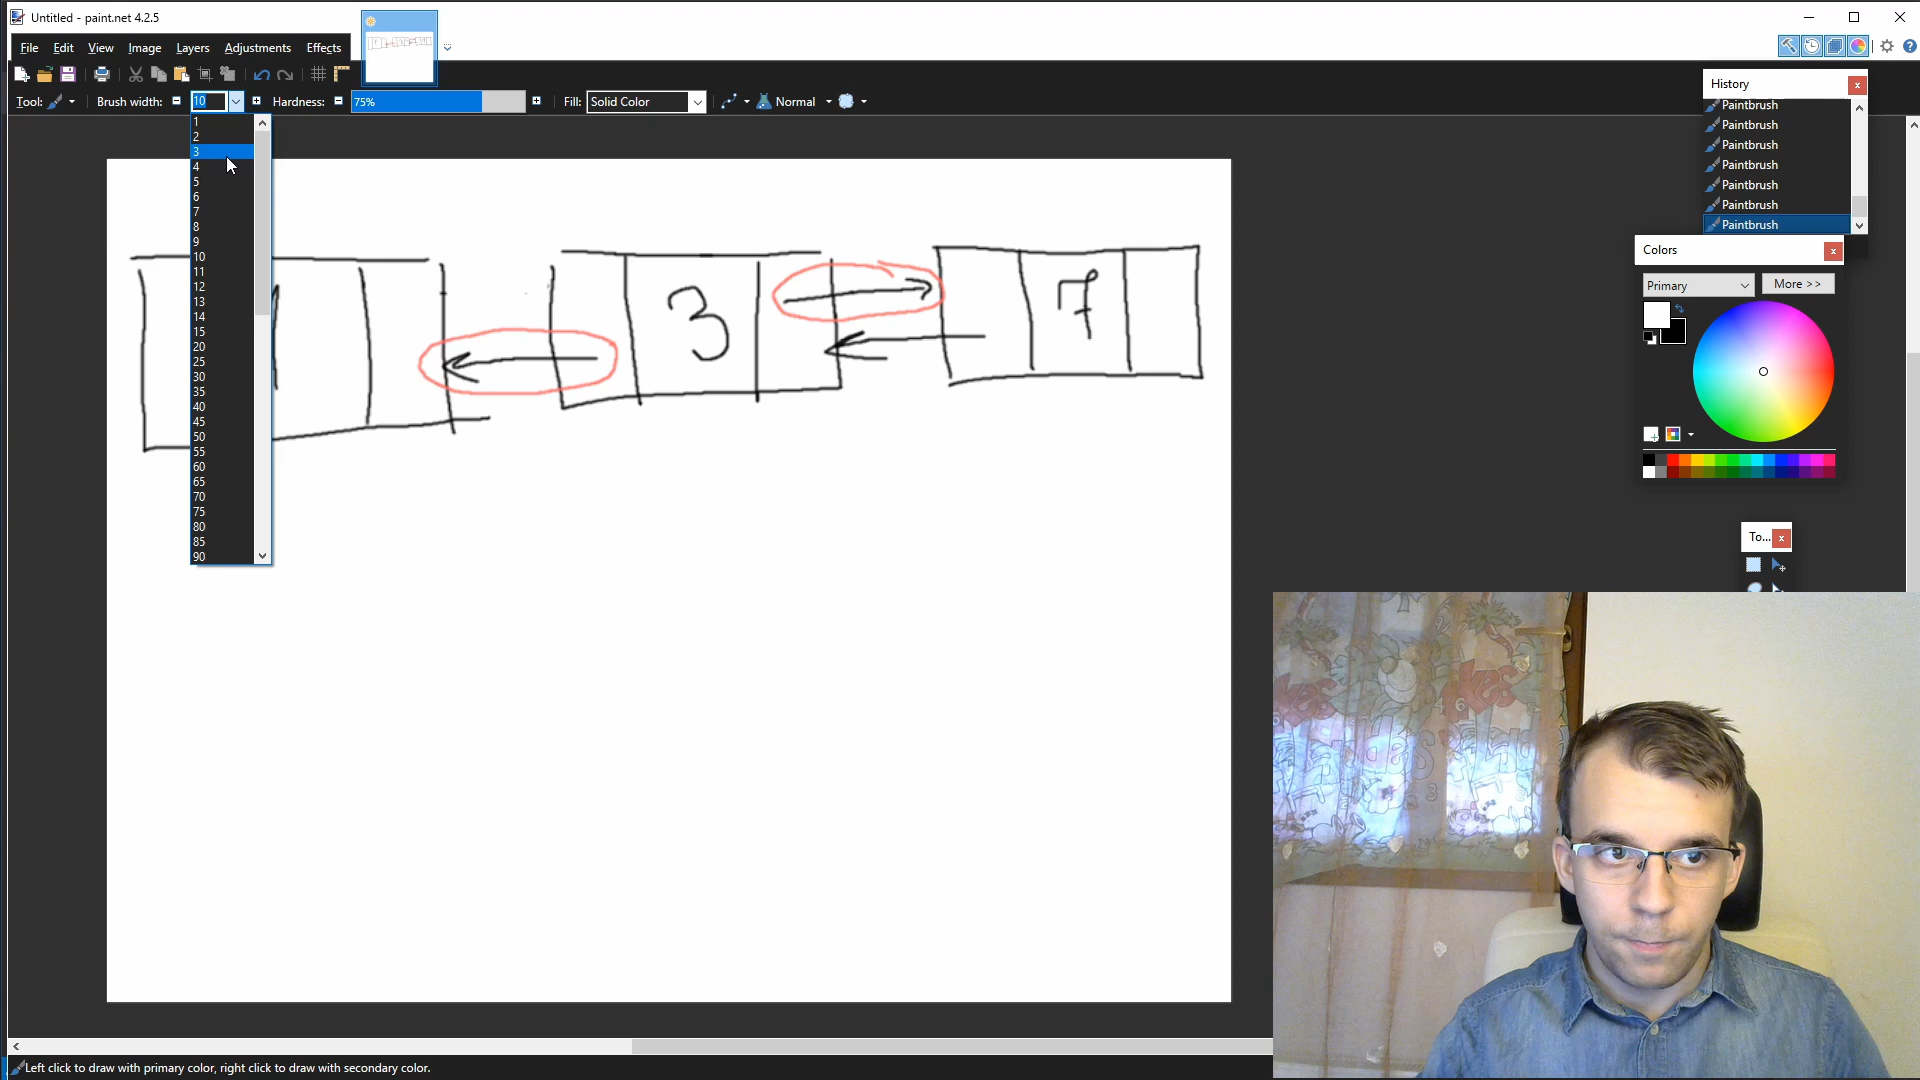 Untitled - paint.net 4.2.5
File Edit View Image Layers Adjustments Effects
Tool: Brush width: 10 Hardness: 75% Fill: Solid Color Normal
1
2
3
4
5
6
7
8
9
10
11
12
13
14
15
20
25
30
35
40
45
50
55
60
65
70
75
80
85
90
3
7
History
Paintbrush
Paintbrush
Paintbrush
Paintbrush
Paintbrush
Paintbrush
Paintbrush
Colors
Primary More >>
To...
Left click to draw with primary color, right click to draw with secondary color.